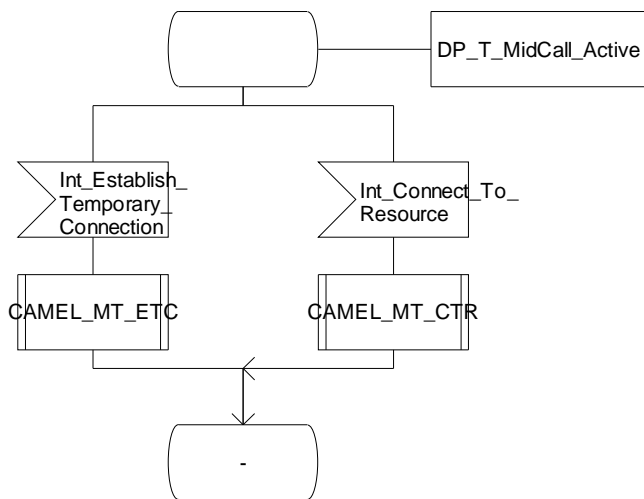 DP_T_MidCall_Active
Int_Establish_
Temporary_
Connection
Int_Connect_To_
Resource
CAMEL_MT_ETC
CAMEL_MT_CTR
-